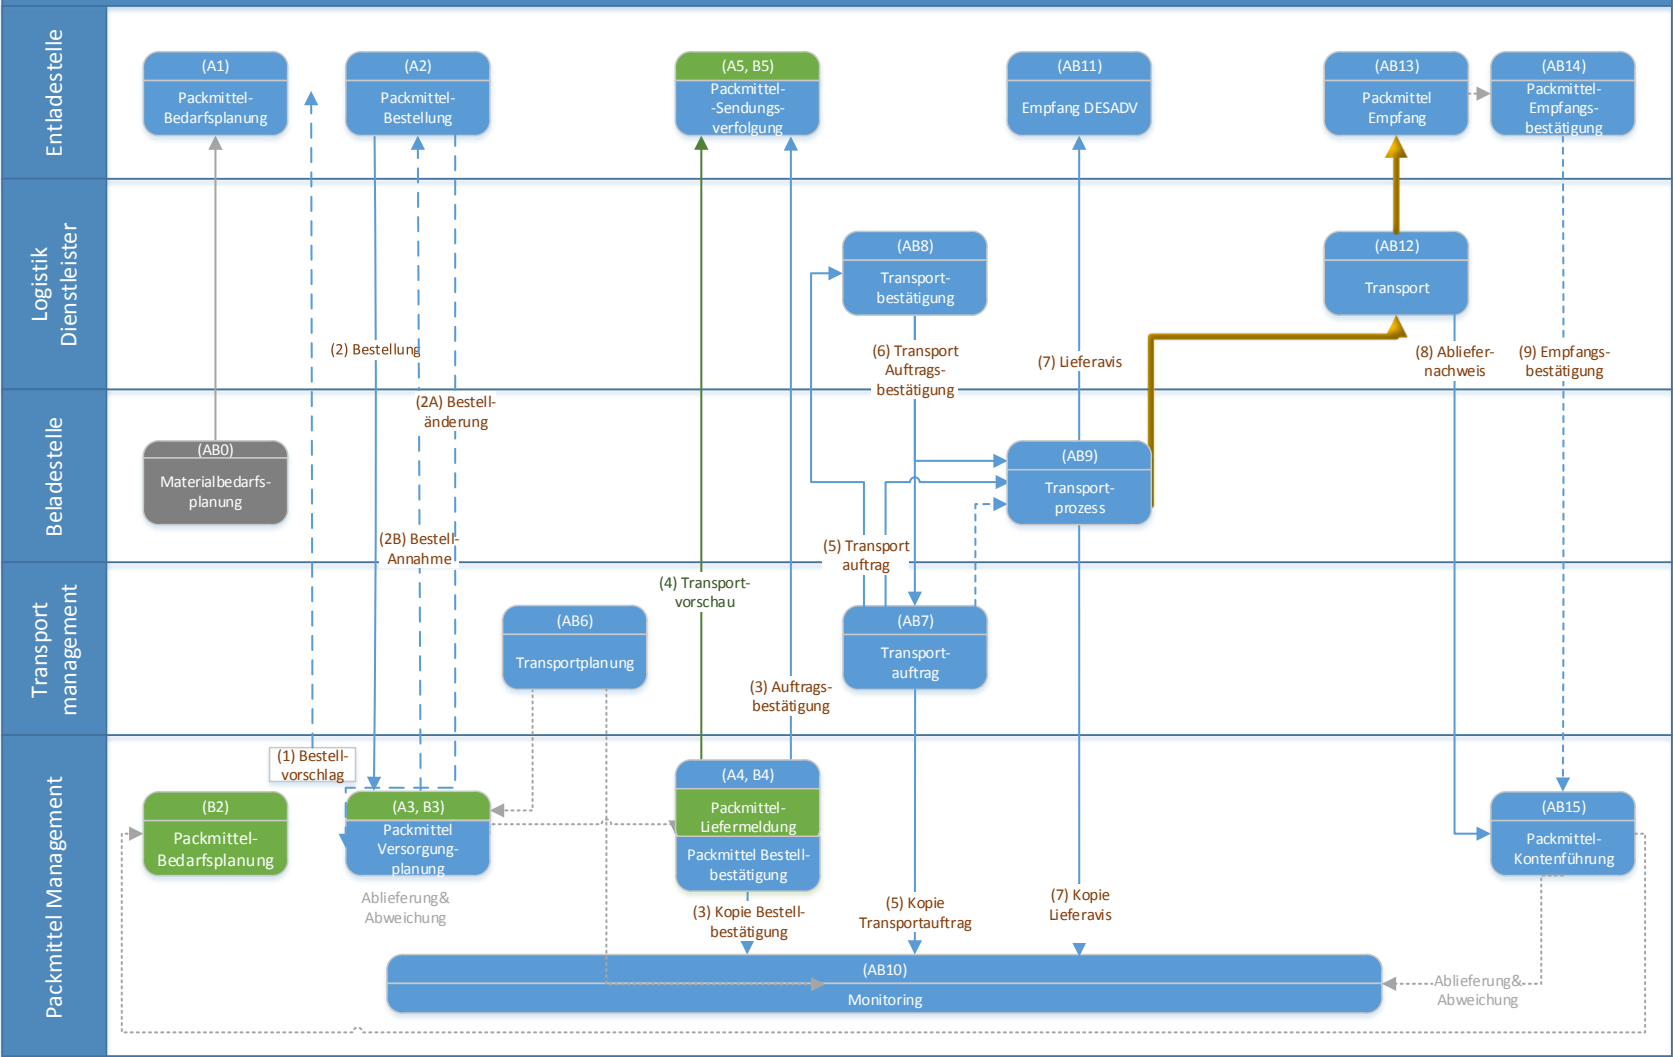 Entladestelle
(A1)
Packmittel-
Bedarfsplanung
(A2)
Packmittel-
Bestellung
(A5, B5)
Packmittel-
-Sendungs-
verfolgung
(AB11)
Empfang DESADV
(AB13)
Packmittel
Empfang
(AB14)
Packmittel-
Empfangs-
bestätigung
Logistik
Dienstleister
(AB8)
Transport-
bestätigung
(AB12)
Transport
(2) Bestellung
(6) Transport
Auftrags-
bestätigung
(7) Lieferavis
(8) Abliefer-
nachweis
(9) Empfangs-
bestätigung
Beladestelle
(2A) Bestell-
änderung
(AB0)
Materialbedarfs-
planung
(AB9)
Transport-
prozess
(2B) Bestell-
Annahme
(5) Transport
auftrag
Transport
management
(4) Transport-
vorschau
(AB6)
Transportplanung
(AB7)
Transport-
auftrag
(3) Auftrags-
bestätigung
Packmittel Management
(1) Bestell-
vorschlag
(B2)
Packmittel-
Bedarfsplanung
(A3, B3)
Packmittel
Versorgung-
planung
(A4, B4)
Packmittel-
Liefermeldung
Packmittel Bestell-
bestätigung
(AB15)
Packmittel-
Kontenführung
Ablieferung&
Abweichung
(3) Kopie Bestell-
bestätigung
(5) Kopie
Transportauftrag
(7) Kopie
Lieferavis
(AB10)
Monitoring
Ablieferung&
Abweichung